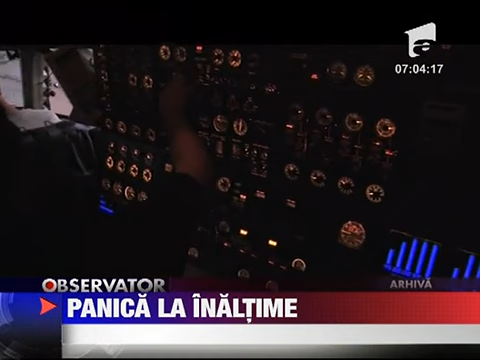 a
07:04:17
OBSERVATOR
ARHIVĂ
PANICĂ LA ÎNĂLȚIME